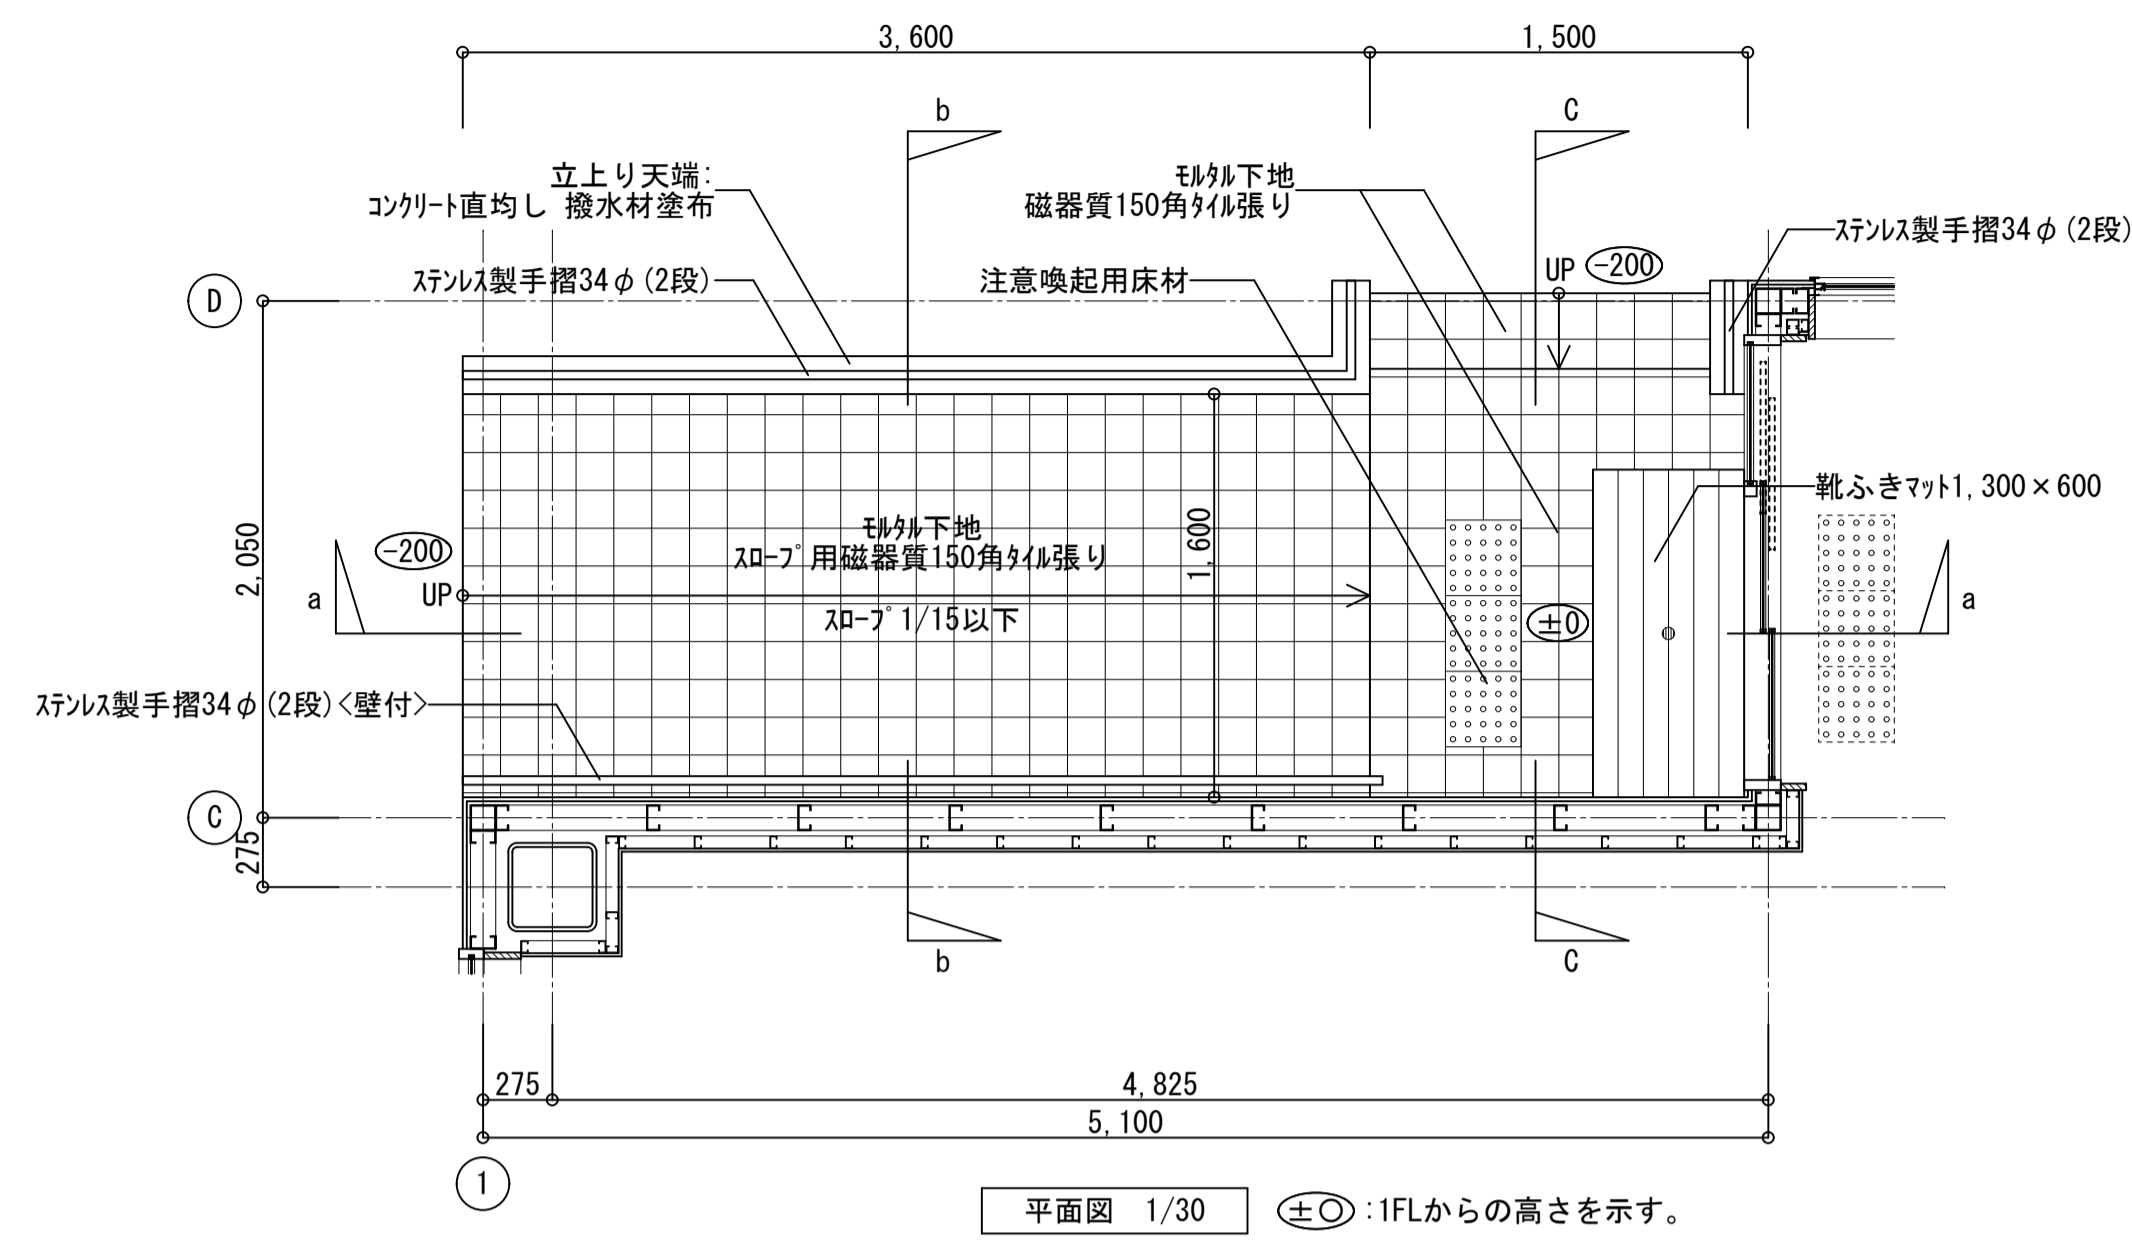 3,600
1,500
b
C
立上り天端:
ｺﾝｸﾘｰﾄ直均し 撥水材塗布
ﾓﾙﾀﾙ下地
磁器質150角ﾀｲﾙ張り
ｽﾃﾝﾚｽ製手摺34φ(2段)
ｽﾃﾝﾚｽ製手摺34φ(2段)
注意喚起用床材
UP
-200
D
靴ふきﾏｯﾄ1,300×600
ﾓﾙﾀﾙ下地
ｽﾛｰﾌﾟ用磁器質150角ﾀｲﾙ張り
1,600
2,050
-200
a
UP
ｽﾛｰﾌﾟ1/15以下
±0
a
ｽﾃﾝﾚｽ製手摺34φ(2段)<壁付>
C
275
b
C
275
4,825
5,100
1
平面図 1/30
±〇:1FLからの高さを示す。